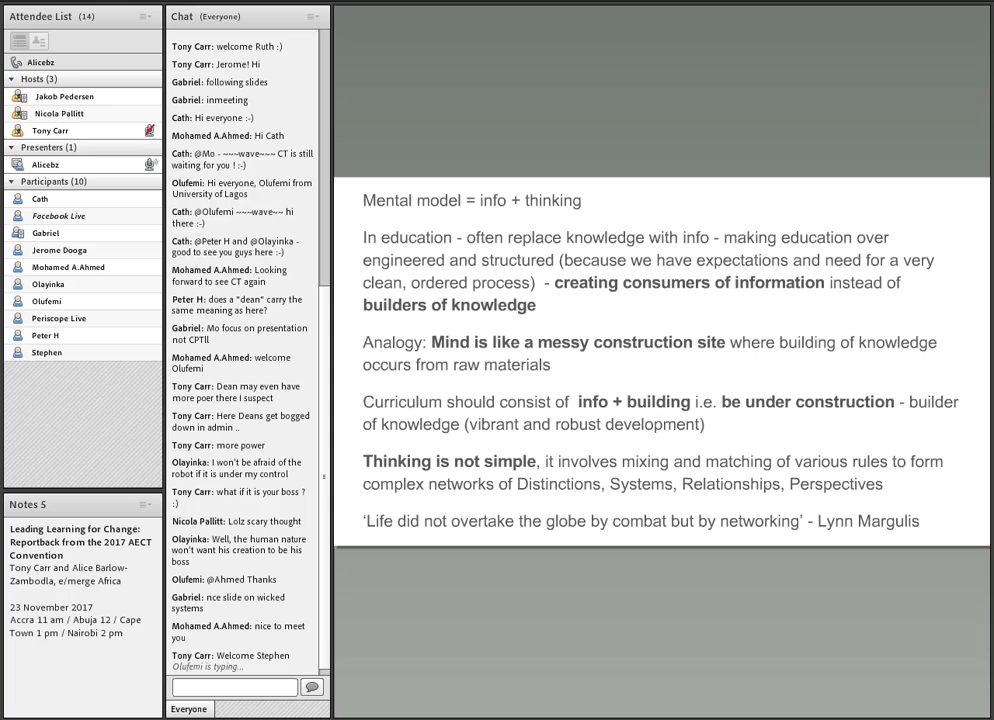 Attendee List (14)
Alicebz
Hosts (3)
Jakob Pedersen
Nicola Pallitt
Tony Carr
Presenters (1)
Alicebz
Participants (10)
Cath
Facebook Live
Gabriel
Jerome Dooga
Mohamed A.Ahmed
Olayinka
Olufemi
Periscope Live
Peter H
Stephen
Notes 5
Leading Learning for Change:
Reportback from the 2017 AECT
Convention
Tony Carr and Alice Barlow-
Zambodla, e/merge Africa
23 November 2017
Accra 11 am / Abuja 12 / Cape
Town 1 pm / Nairobi 2 pm
Chat (Everyone)
Tony Carr: welcome Ruth :)
Tony Carr: Jerome! Hi
Gabriel: following slides
Gabriel: inmeeting
Cath: Hi everyone :-)
Mohamed A.Ahmed: Hi Cath
Cath: @Mo - ~~~wave~~~ CT is still
waiting for you ! :-)
Olufemi: Hi everyone, Olufemi from
University of Lagos
Cath: @Olufemi ~~~wave~~ hi
there :-)
Cath: @Peter H and @Olayinka -
good to see you guys here :-)
Mohamed A.Ahmed: Looking
forward to see CT again
Peter H: does a "dean" carry the
same meaning as here?
Gabriel: Mo focus on presentation
not CPTll
Mohamed A.Ahmed: welcome
Olufemi
Tony Carr: Dean may even have
more poer there I suspect
Tony Carr: Here Deans get bogged
down in admin ..
Tony Carr: more power
Olayinka: I won't be afraid of the
robot if it is under my control
Tony Carr: what if it is your boss ?
:)
Nicola Pallitt: Lolz scary thought
Olayinka: Well, the human nature
won't want his creation to be his
boss
Olufemi: @Ahmed Thanks
Gabriel: nce slide on wicked
systems
Mohamed A.Ahmed: nice to meet
you
Tony Carr: Welcome Stephen
Olufemi is typing...
Everyone
Mental model = info + thinking
In education - often replace knowledge with info - making education over
engineered and structured (because we have expectations and need for a very
clean, ordered process)  - creating consumers of information instead of
builders of knowledge
Analogy: Mind is like a messy construction site where building of knowledge
occurs from raw materials
Curriculum should consist of  info + building i.e. be under construction - builder
of knowledge (vibrant and robust development)
Thinking is not simple, it involves mixing and matching of various rules to form
complex networks of Distinctions, Systems, Relationships, Perspectives
‘Life did not overtake the globe by combat but by networking’ - Lynn Margulis